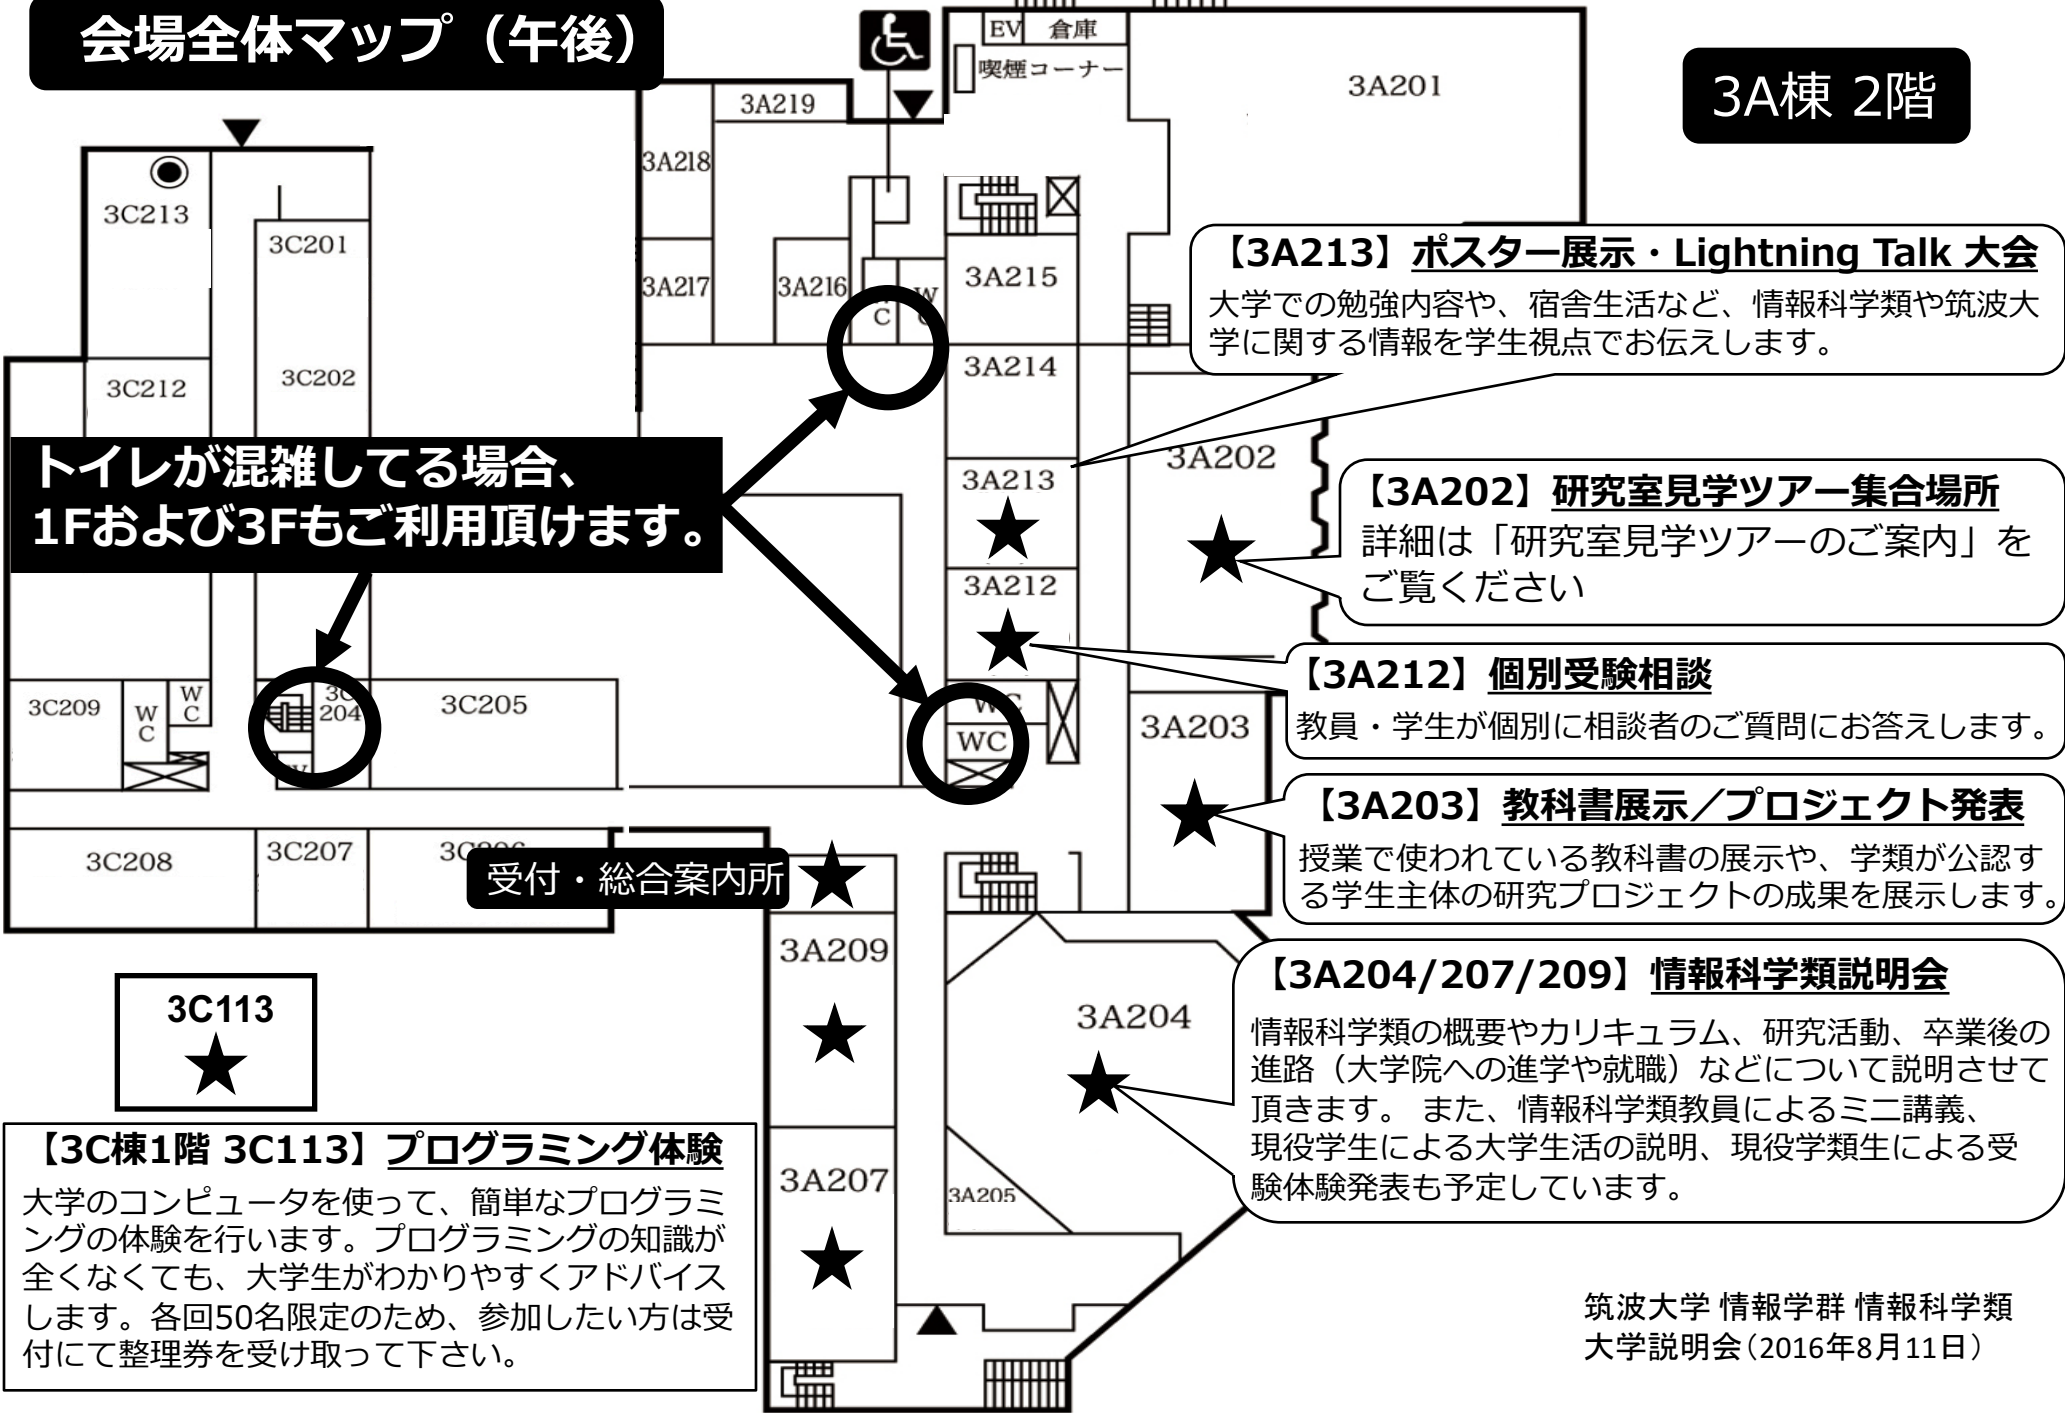 会場全体マップ（午後）
3A棟 2階
EV 倉庫
喫煙コーナー
3A201
3A219
3A218
3C213
3C201
3A217
3A216
W
C
W
3A215
【3A213】ポスター展示・Lightning Talk 大会
大学での勉強内容や、宿舎生活など、情報科学類や筑波大
学に関する情報を学生視点でお伝えします。
3C212
3C202
3A214
トイレが混雑してる場合、
1Fおよび3Fもご利用頂けます。
3A213
3A202
【3A202】研究室見学ツアー集合場所
詳細は「研究室見学ツアーのご案内」を
ご覧ください
3A212
【3A212】個別受験相談
教員・学生が個別に相談者のご質問にお答えします。
3C209
W
C
W
C
204
3C205
WC
WC
3A203
【3A203】教科書展示／プロジェクト発表
授業で使われている教科書の展示や、学類が公認す
る学生主体の研究プロジェクトの成果を展示します。
3C208
3C207
受付・総合案内所
3A209
3A204
【3A204/207/209】情報科学類説明会
情報科学類の概要やカリキュラム、研究活動、卒業後の
進路（大学院への進学や就職）などについて説明させて
頂きます。 また、情報科学類教員によるミニ講義、
現役学生による大学生活の説明、現役学類生による受
験体験発表も予定しています。
3C113
3A207
3A205
【3C棟1階 3C113】プログラミング体験
大学のコンピュータを使って、簡単なプログラミ
ングの体験を行います。プログラミングの知識が
全くなくても、大学生がわかりやすくアドバイス
します。各回50名限定のため、参加したい方は受
付にて整理券を受け取って下さい。
筑波大学 情報学群 情報科学類
大学説明会（2016年8月11日）